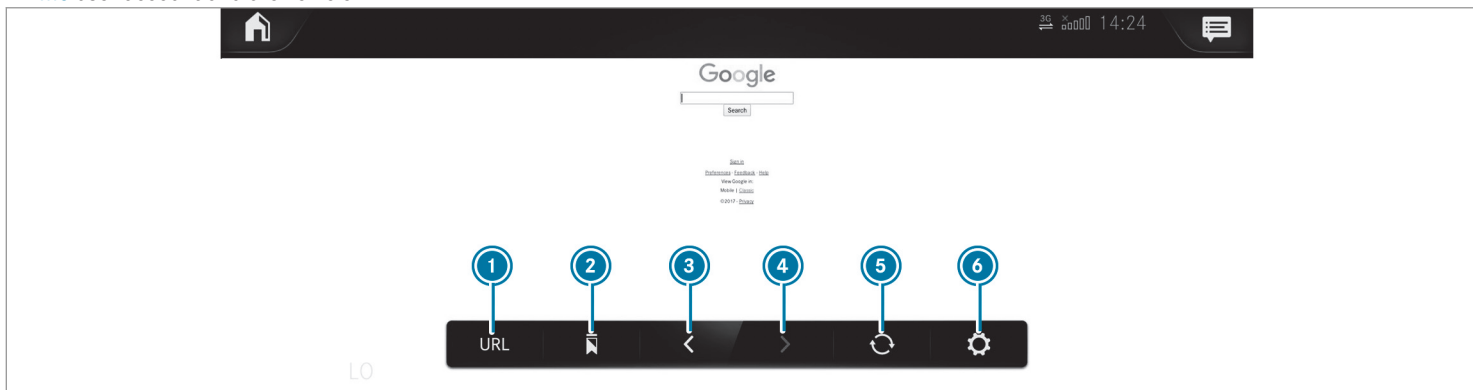 3G 14:24
Google
Search
Sign in
Preferences - Feedback - Help
View Google in:
Mobile | Classic
©2017 - Privacy
1 2 3 4 5 6
URL
LO